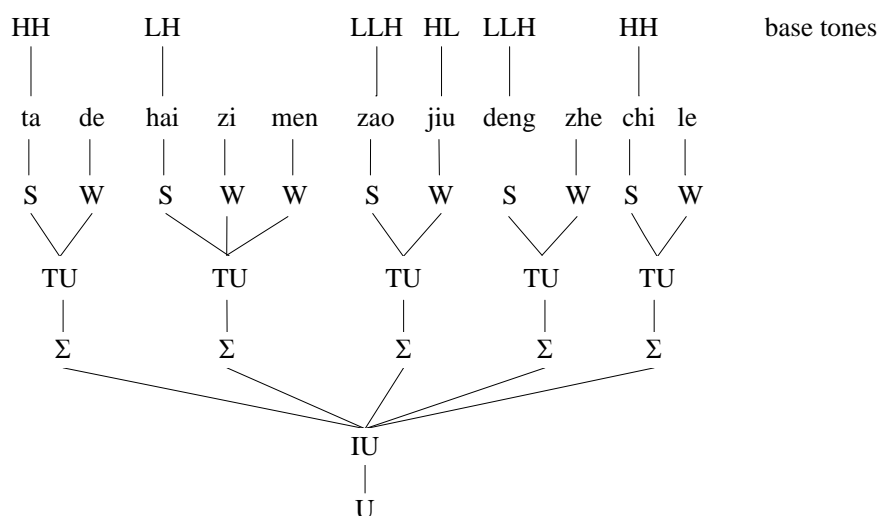 HH LH LLH HL LLH HH base tones
ta de hai zi men zao jiu deng zhe chi le
S W S W W S W S W S W
TU TU TU TU TU
Σ Σ Σ Σ Σ
IU
U